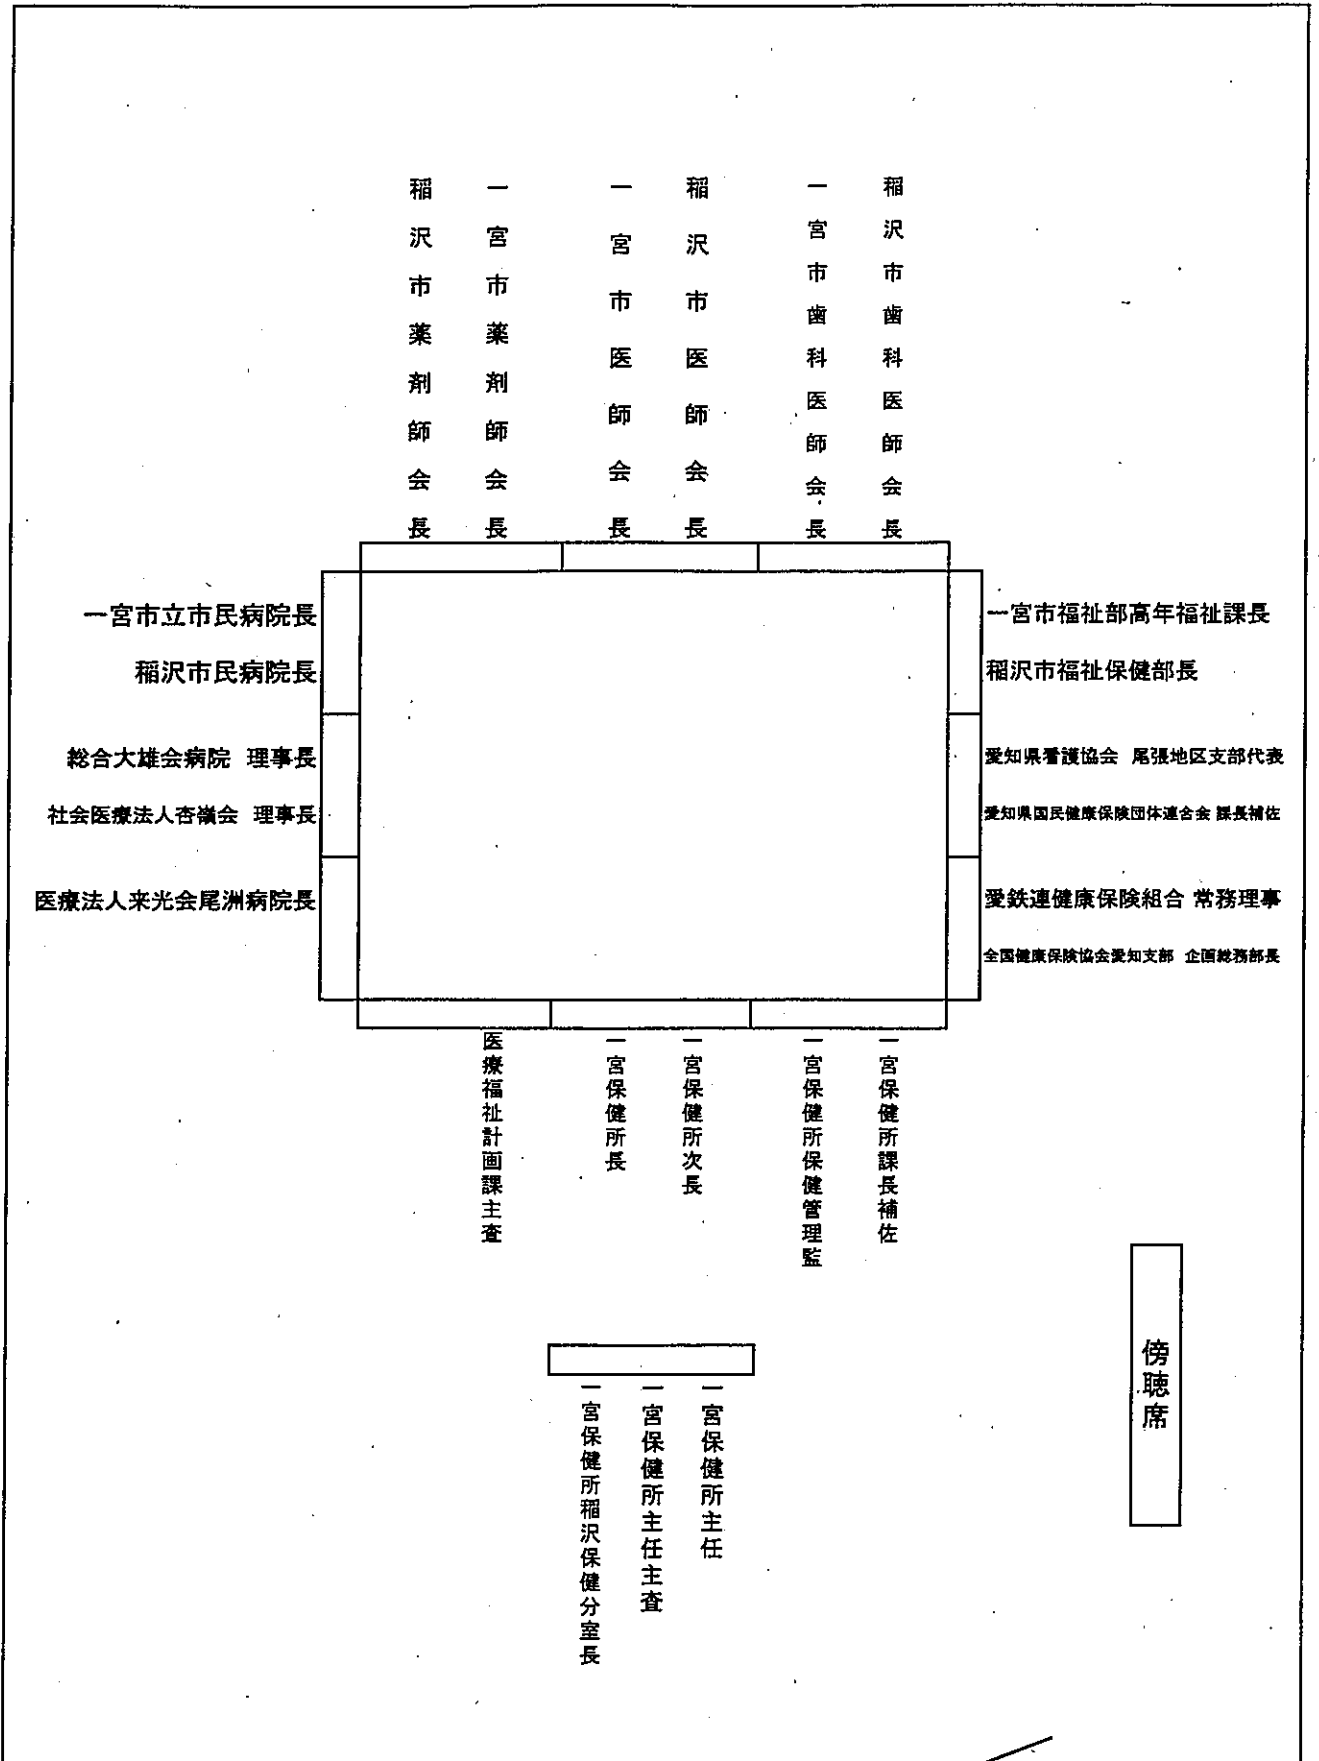 稲沢市薬剤師会長
一宮市薬剤師会長
一宮市医師会長
稲沢市医師会長
一宮市歯科医師会長
稲沢市歯科医師会長
一宮市立市民病院長
稲沢市民病院長
総合大雄会病院 理事長
社会医療法人杏嶺会 理事長
医療法人来光会尾洲病院長
一宮市福祉部高年福祉課長
稲沢市福祉保健部長
愛知県看護協会 尾張地区支部代表
愛知県国民健康保険団体連合会 課長補佐
愛鉄連健康保険組合 常務理事
全国健康保険協会愛知支部 企画総務部長
医療福祉計画課主査
一宮保健所長
一宮保健所次長
一宮保健所保健管理監
一宮保健所課長補佐
一宮保健所稲沢保健分室長
一宮保健所主任主査
一宮保健所主任
傍聴席